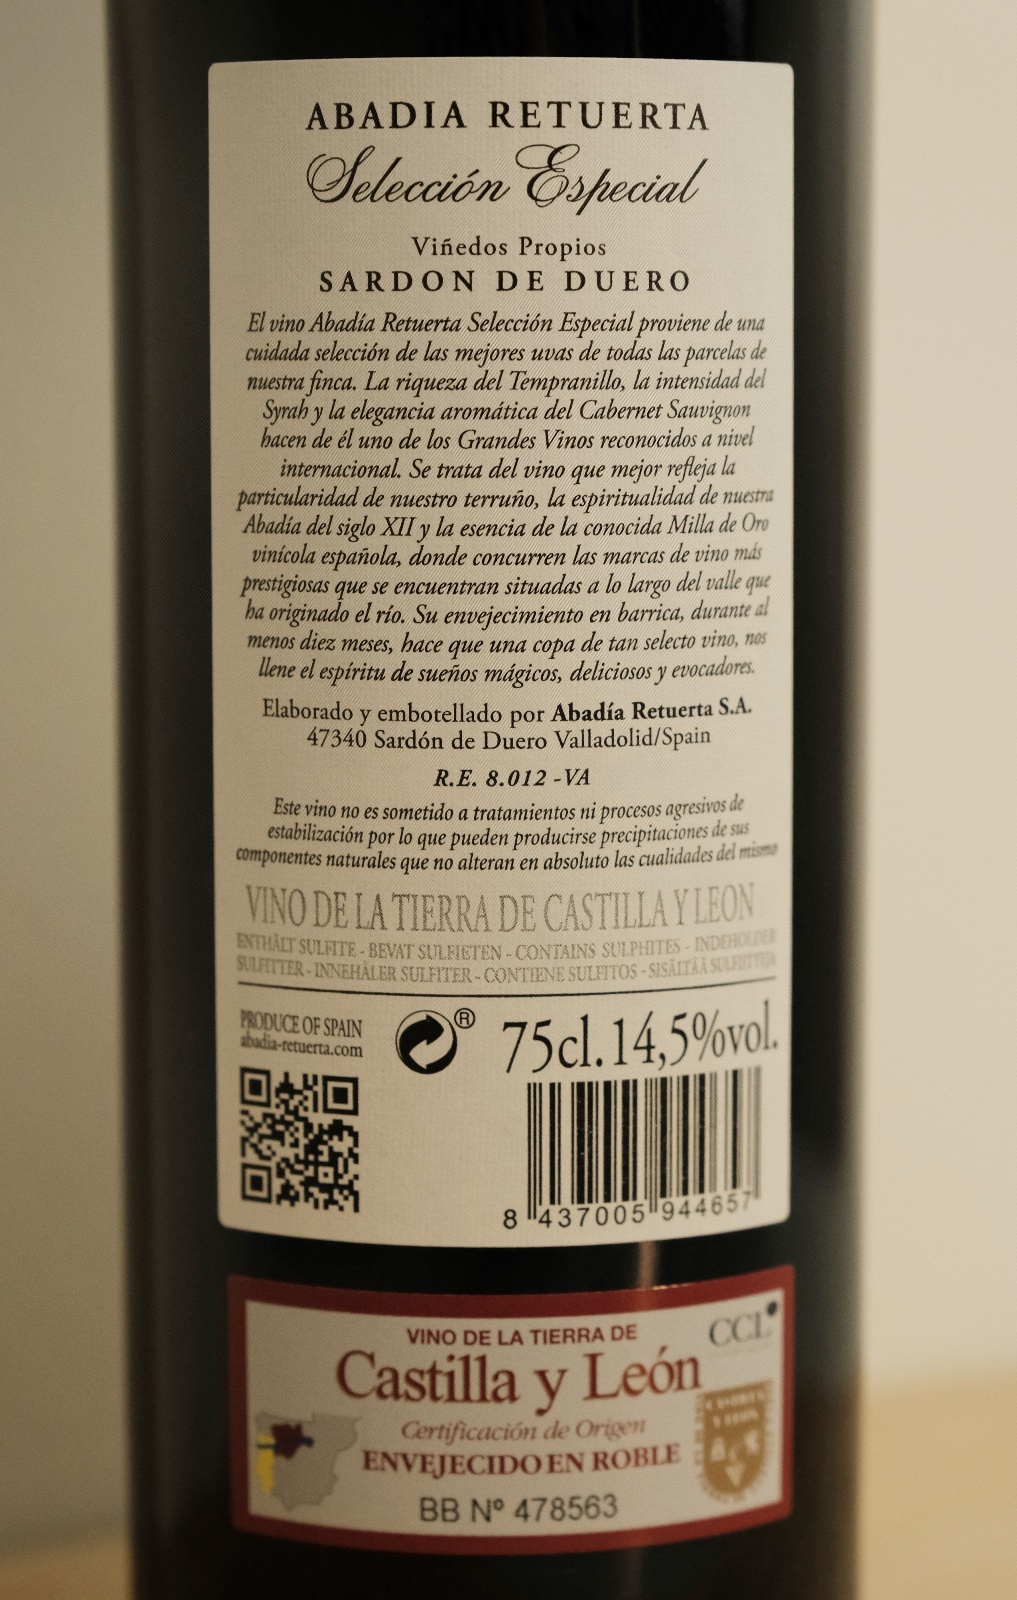 ABADIA RETUERTA
Selección Especial
Viñedos Propios
SARDON DE DUERO
El vino Abadía Retuerta Selección Especial proviene de una
cuidada selección de las mejores uvas de todas las parcelas de
nuestra finca. La riqueza del Tempranillo, la intensidad del
Syrah y la elegancia aromática del Cabernet Sauvignon
hacen de él uno de los Grandes Vinos reconocidos a nivel
internacional. Se trata del vino que mejor refleja la
particularidad de nuestro terruño, la espiritualidad de nuestra
Abadía del siglo XII y la esencia de la conocida Milla de Oro
vinícola española, donde concurren las marcas de vino más
prestigiosas que se encuentran situadas a lo largo del valle que
ha originado el río. Su envejecimiento en barrica, durante al
menos diez meses, hace que una copa de tan selecto vino, nos
llene el espíritu de sueños mágicos, deliciosos y evocadores.
Elaborado y embotellado por Abadía Retuerta S.A.
47340 Sardón de Duero Valladolid/Spain
R.E. 8.012 -VA
Este vino no es sometido a tratamientos ni procesos agresivos de
estabilización por lo que pueden producirse precipitaciones de sus
componentes naturales que no alteran en absoluto las cualidades del mismo
VINO DE LA TIERRA DE CASTILLA Y LEON
ENTHÄLT SULFITE - BEVAT SULFIETEN - CONTAINS SULPHITES - INDEHOLDER
SULFITTER - INNEHÅLER SULFITER - CONTIENE SULFITOS - SISÄLTÄÄ SULFIITTEJA
PRODUCE OF SPAIN
abadia-retuerta.com
®
75cl. 14,5%vol.
8 437005 944657
VINO DE LA TIERRA DE
CCL
Castilla y León
Certificación de Origen
ENVEJECIDO EN ROBLE
BB Nº 478563